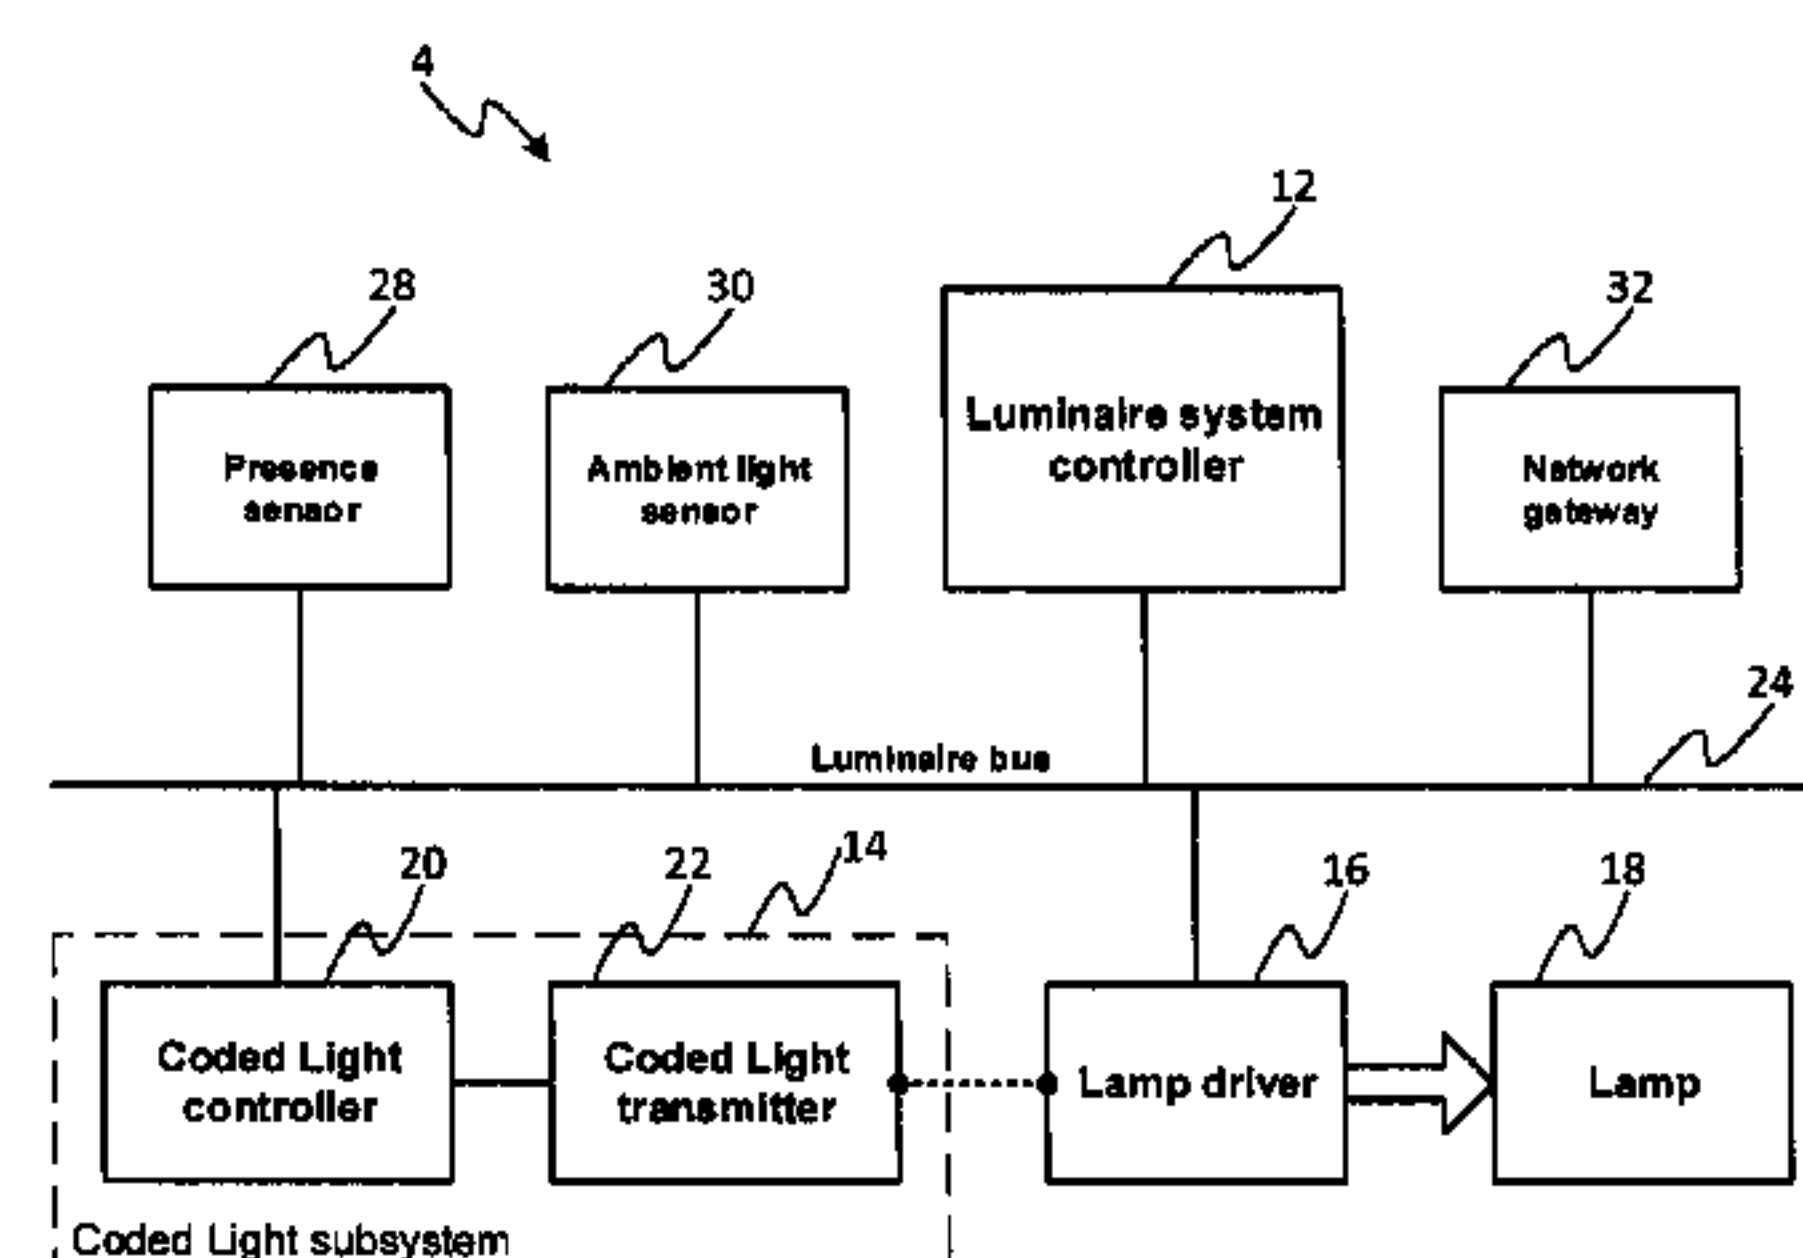 4
12
28
30
32
Luminaire system
controller
Presence
sensor
Ambient light
sensor
Network
gateway
24
Luminaire bus
20
22
14
16
18
Coded Light
controller
Coded Light
transmitter
Lamp driver
Lamp
Coded Light subsystem